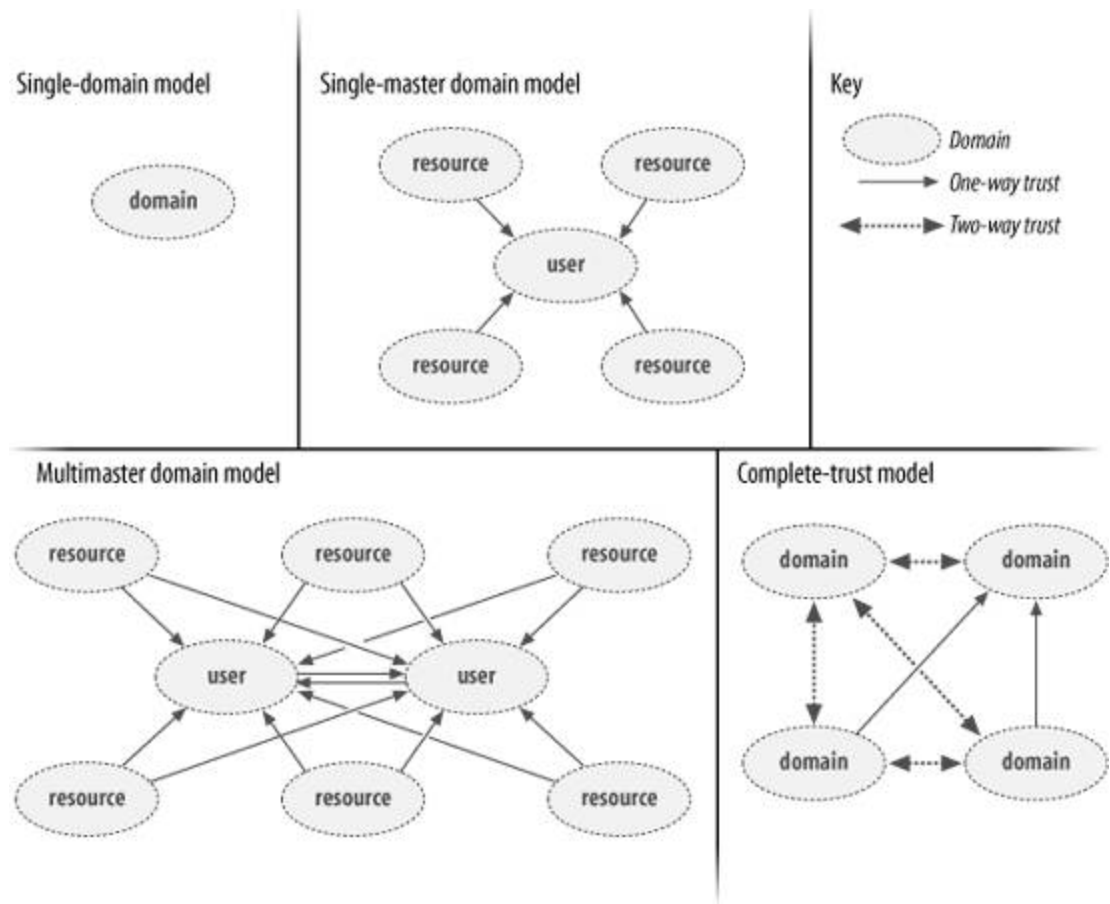 Single-domain model
domain
Single-master domain model
resource
resource
user
resource
resource
Key
Domain
One-way trust
Two-way trust
Multimaster domain model
resource
resource
resource
user
user
resource
resource
resource
Complete-trust model
domain
domain
domain
domain